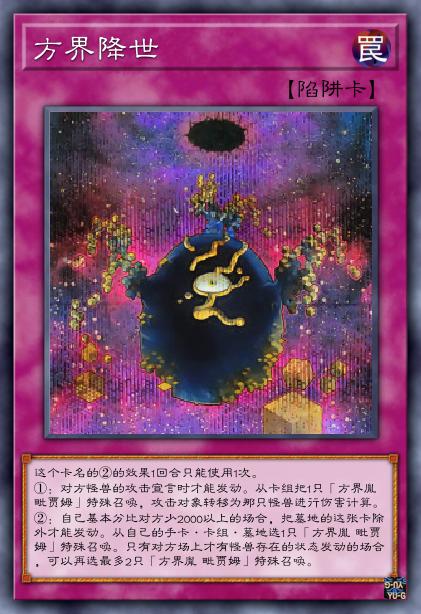 方界降世
罠
【陷阱卡】
这个卡名的②的效果1回合只能使用1次。
①：对方怪兽的攻击宣言时才能发动。从卡组把1只「方界胤
毗贾姆」特殊召唤，攻击对象转移为那只怪兽进行伤害计算。
②：自己基本分比对方少2000以上的场合，把墓地的这张卡除
外才能发动。从自己的手卡·卡组·墓地选1只「方界胤 毗贾
姆」特殊召唤。只有对方场上才有怪兽存在的状态发动的场合
，可以再选最多2只「方界胤 毗贾姆」特殊召唤。